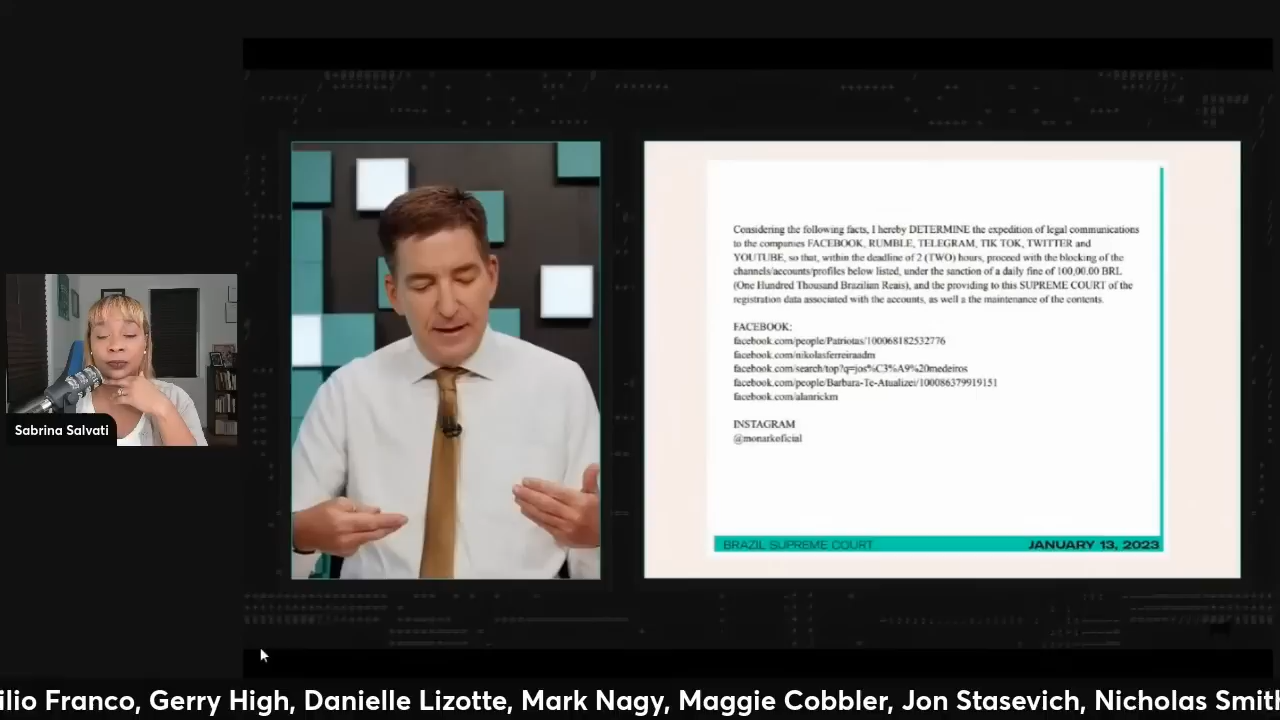 Considering the following facts, I hereby DETERMINE the expedition of legal communications
to the companies FACEBOOK, RUMBLE, TELEGRAM, TIK TOK, TWITTER and
YOUTUBE, so that, within the deadline of 2 (TWO) hours, proceed with the blocking of the
channels/accounts/profiles below listed, under the sanction of a daily fine of 100,00.00 BRL
(One Hundred Thousand Brazilian Reais), and the providing to this SUPREME COURT of the
registration data associated with the accounts, as well a the maintenance of the contents.
FACEBOOK:
facebook.com/people/Patriotas/100068182532776
facebook.com/nikolasferreiraadm
facebook.com/search/top?q=jos%C3%A9%20medeiros
facebook.com/people/Barbara-Te-Atualizei/100086379919151
facebook.com/alanrickm
INSTAGRAM
@monarkoficial
BRAZIL SUPREME COURT
JANUARY 13, 2023
Sabrina Salvati
ilio Franco, Gerry High, Danielle Lizotte, Mark Nagy, Maggie Cobbler, Jon Stasevich, Nicholas Smith